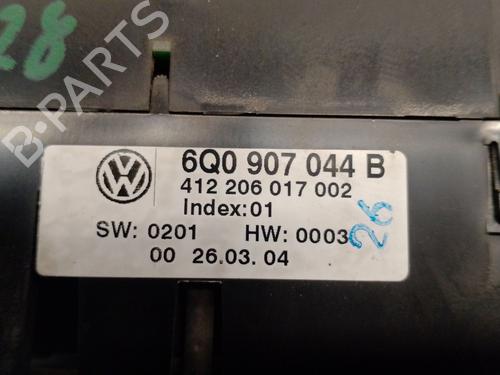 28
B-PARTS
6Q0 907 044 B
412 206 017 002
Index:01
SW: 0201 HW: 0003
00 26.03.04
26